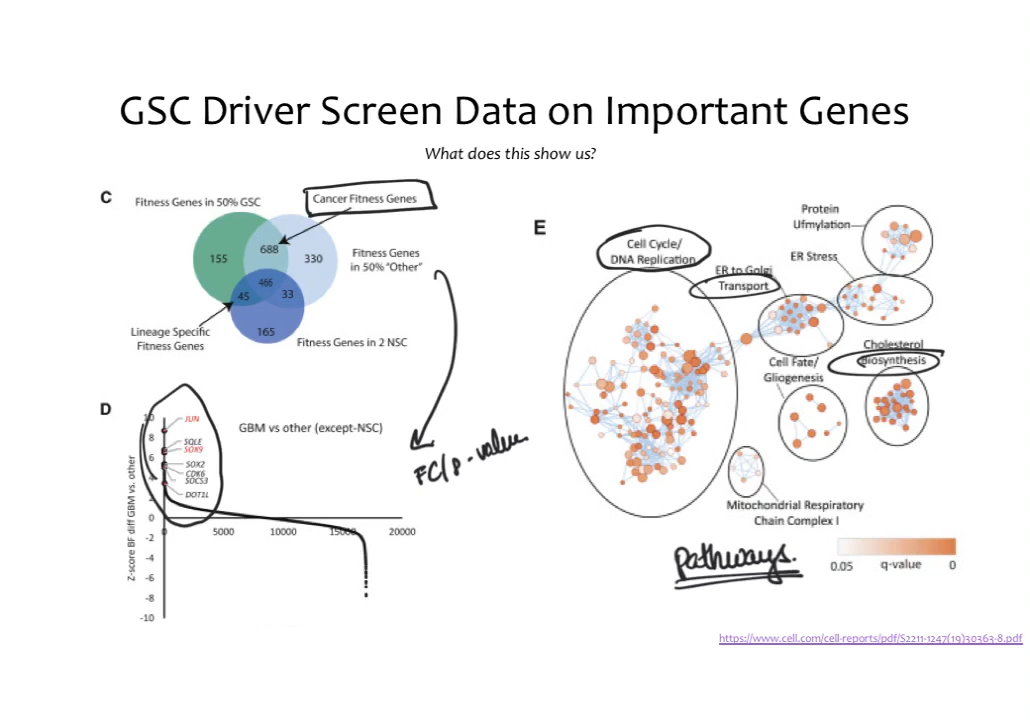 GSC Driver Screen Data on Important Genes
What does this show us?
C
Fitness Genes in 50% GSC
Cancer Fitness Genes
155
688
330
Fitness Genes
in 50% "Other"
466
45
33
Lineage Specific
Fitness Genes
165
Fitness Genes in 2 NSC
D
GBM vs other (except-NSC)
Z-score BF diff GBM vs. other
10
8
6
4
2
0
-2
-4
-6
-8
-10
JUN
SQLE
SOX9
SOX2
CDK6
SOCS3
DOT1L
0
5000
10000
15000
20000
FC/p-value
E
Cell Cycle/
DNA Replication
ER to Golgi
Transport
ER Stress
Protein
Ufmylation
Cholesterol
Biosynthesis
Cell Fate/
Gliogenesis
Mitochondrial Respiratory
Chain Complex I
pathways.
0.05 q-value 0
https://www.cell.com/cell-reports/pdf/S2211-1247(19)30363-8.pdf